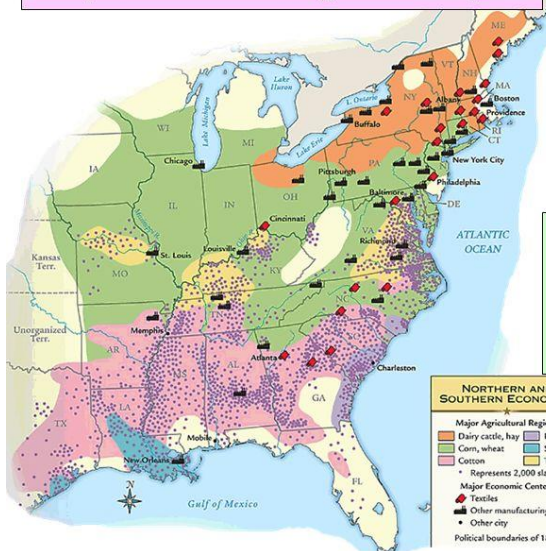 ME
VT
NH
Lake
Huron
Lake Michigan
L. Ontario
NY
Albany
MA
Boston
Providence
RI
CT
WI
MI
Buffalo
Lake Erie
IA
Chicago
PA
New York City
Pittsburgh
Philadelphia
IL
IN
OH
Baltimore
DE
Cincinnati
VA
Richmond
ATLANTIC
OCEAN
Kansas
Terr.
St. Louis
Louisville
MO
KY
Unorganized
Terr.
NC
TN
Memphis
AR
Atlanta
Charleston
MS
AL
GA
LA
TX
Mobile
New Orleans
FL
N
Gulf of Mexico
NORTHERN AN
SOUTHERN ECONO
Major Agricultural Regi
Dairy cattle, hay
Corn, wheat
Cotton
Represents 2,000 sla
Major Economic Cente
Textiles
Other manufacturing
Other city
Political boundaries of 1